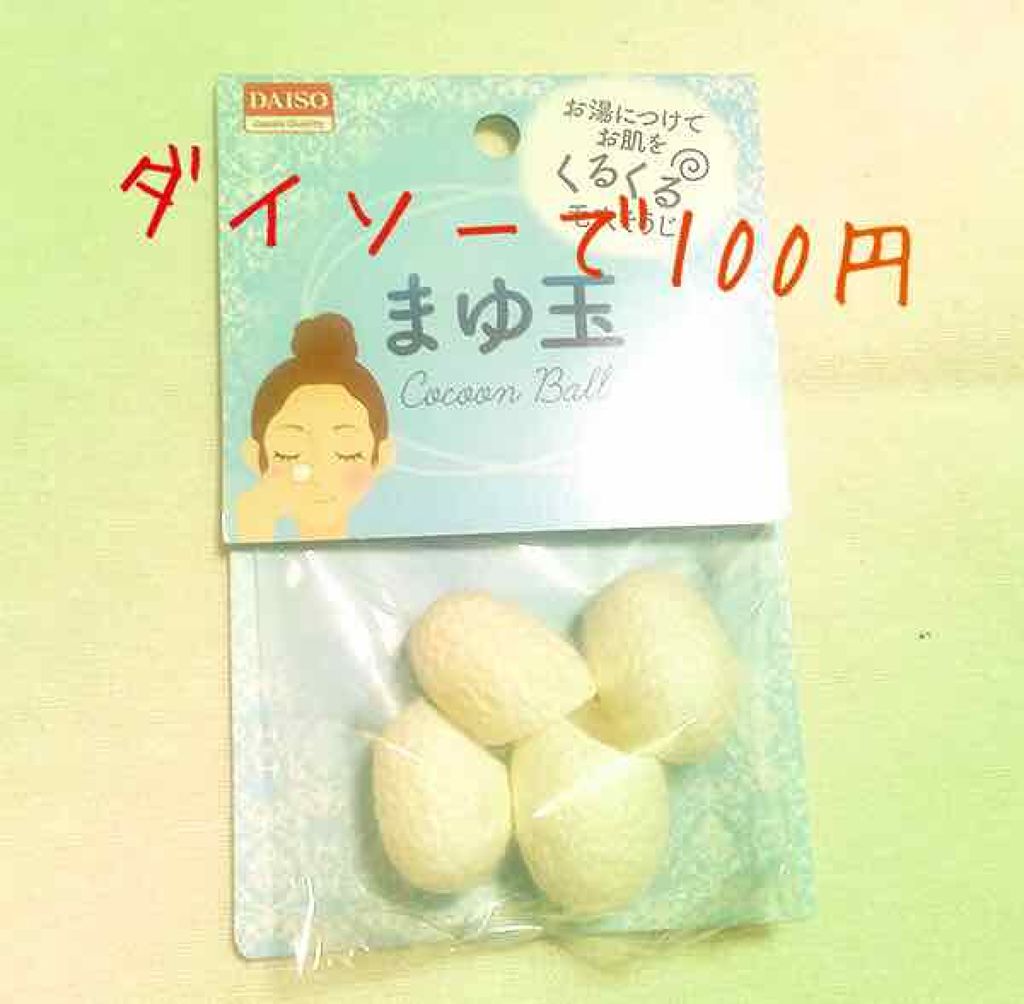 DAISO
お湯につけて
お肌を
くるくる
ダイソーで100円
まゆ玉
Cocoon Ball